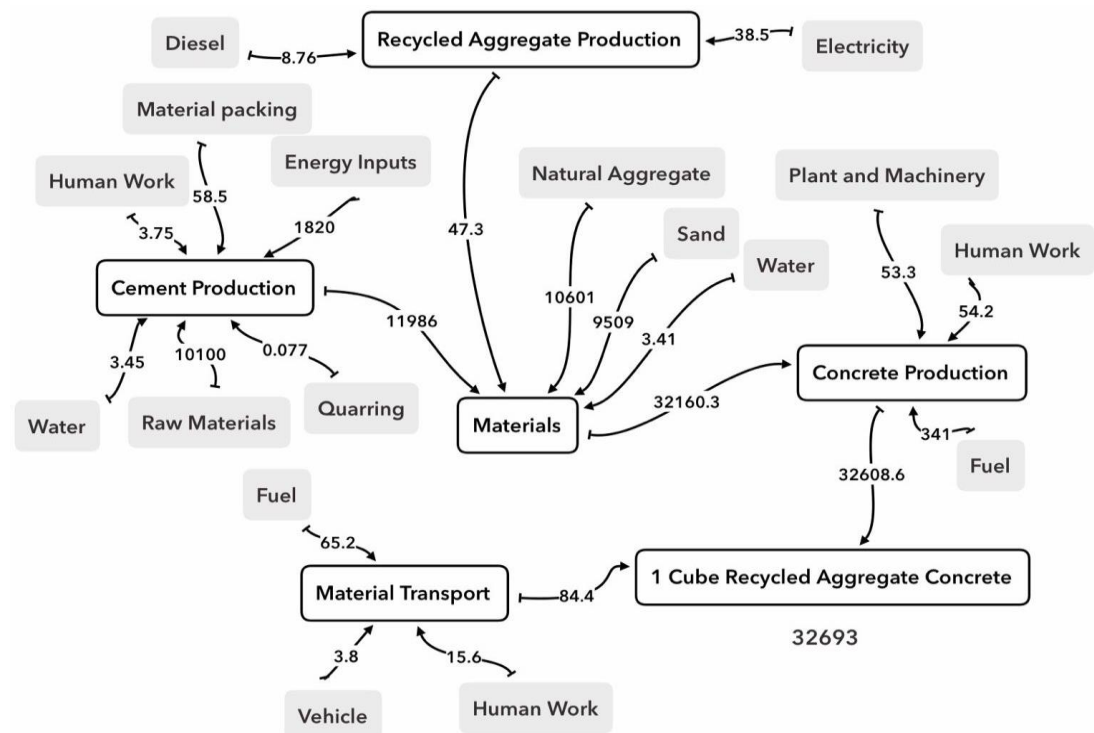 Recycled Aggregate Production
Diesel
8.76
38.5
Electricity
Material packing
Human Work
Energy Inputs
58.5
3.75
1820
Cement Production
3.45
10100
0.077
Water
Raw Materials
Quarring
11986
47.3
Natural Aggregate
Sand
Water
10601
9509
3.41
Materials
32160.3
Plant and Machinery
Human Work
53.3
54.2
Concrete Production
341
Fuel
32608.6
Fuel
65.2
Material Transport
84.4
1 Cube Recycled Aggregate Concrete
32693
3.8
15.6
Vehicle
Human Work